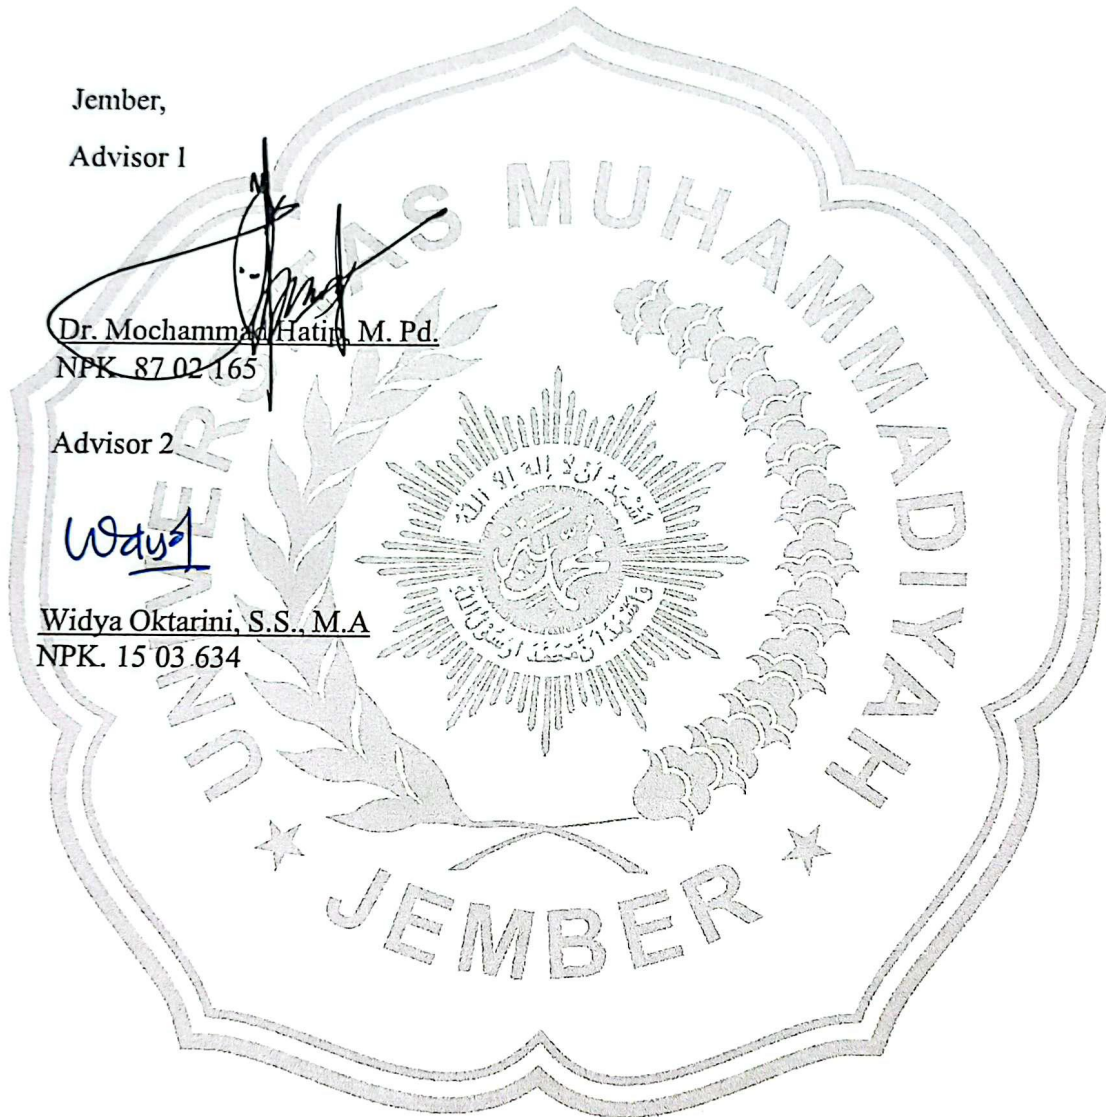 Jember,
Advisor 1
Dr. Mochammad Hatip, M. Pd.
NPK. 87 02 165
Advisor 2
Widya Oktarini, S.S., M.A
NPK. 15 03 634
UNIVERSITAS MUHAMMADIYAH
JEMBER